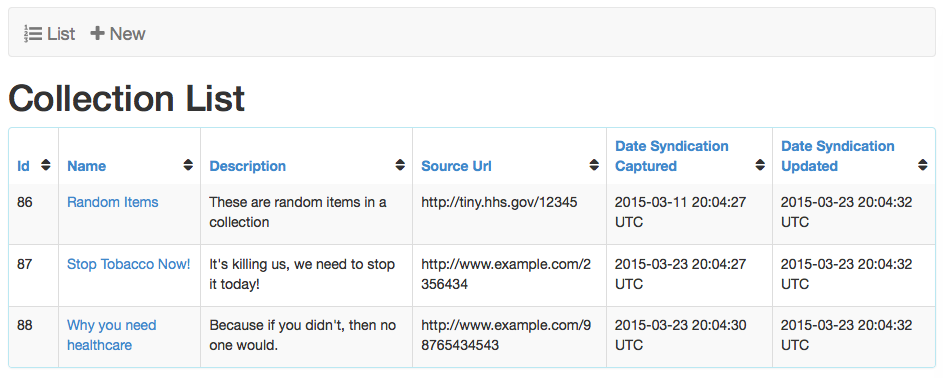 List New
Collection List
Id Name Description Source Url Date Syndication Captured Date Syndication Updated
86 Random Items These are random items in a collection http://tiny.hhs.gov/12345 2015-03-11 20:04:27 UTC 2015-03-23 20:04:32 UTC
87 Stop Tobacco Now! It's killing us, we need to stop it today! http://www.example.com/2356434 2015-03-23 20:04:27 UTC 2015-03-23 20:04:32 UTC
88 Why you need healthcare Because if you didn't, then no one would. http://www.example.com/98765434543 2015-03-23 20:04:30 UTC 2015-03-23 20:04:32 UTC